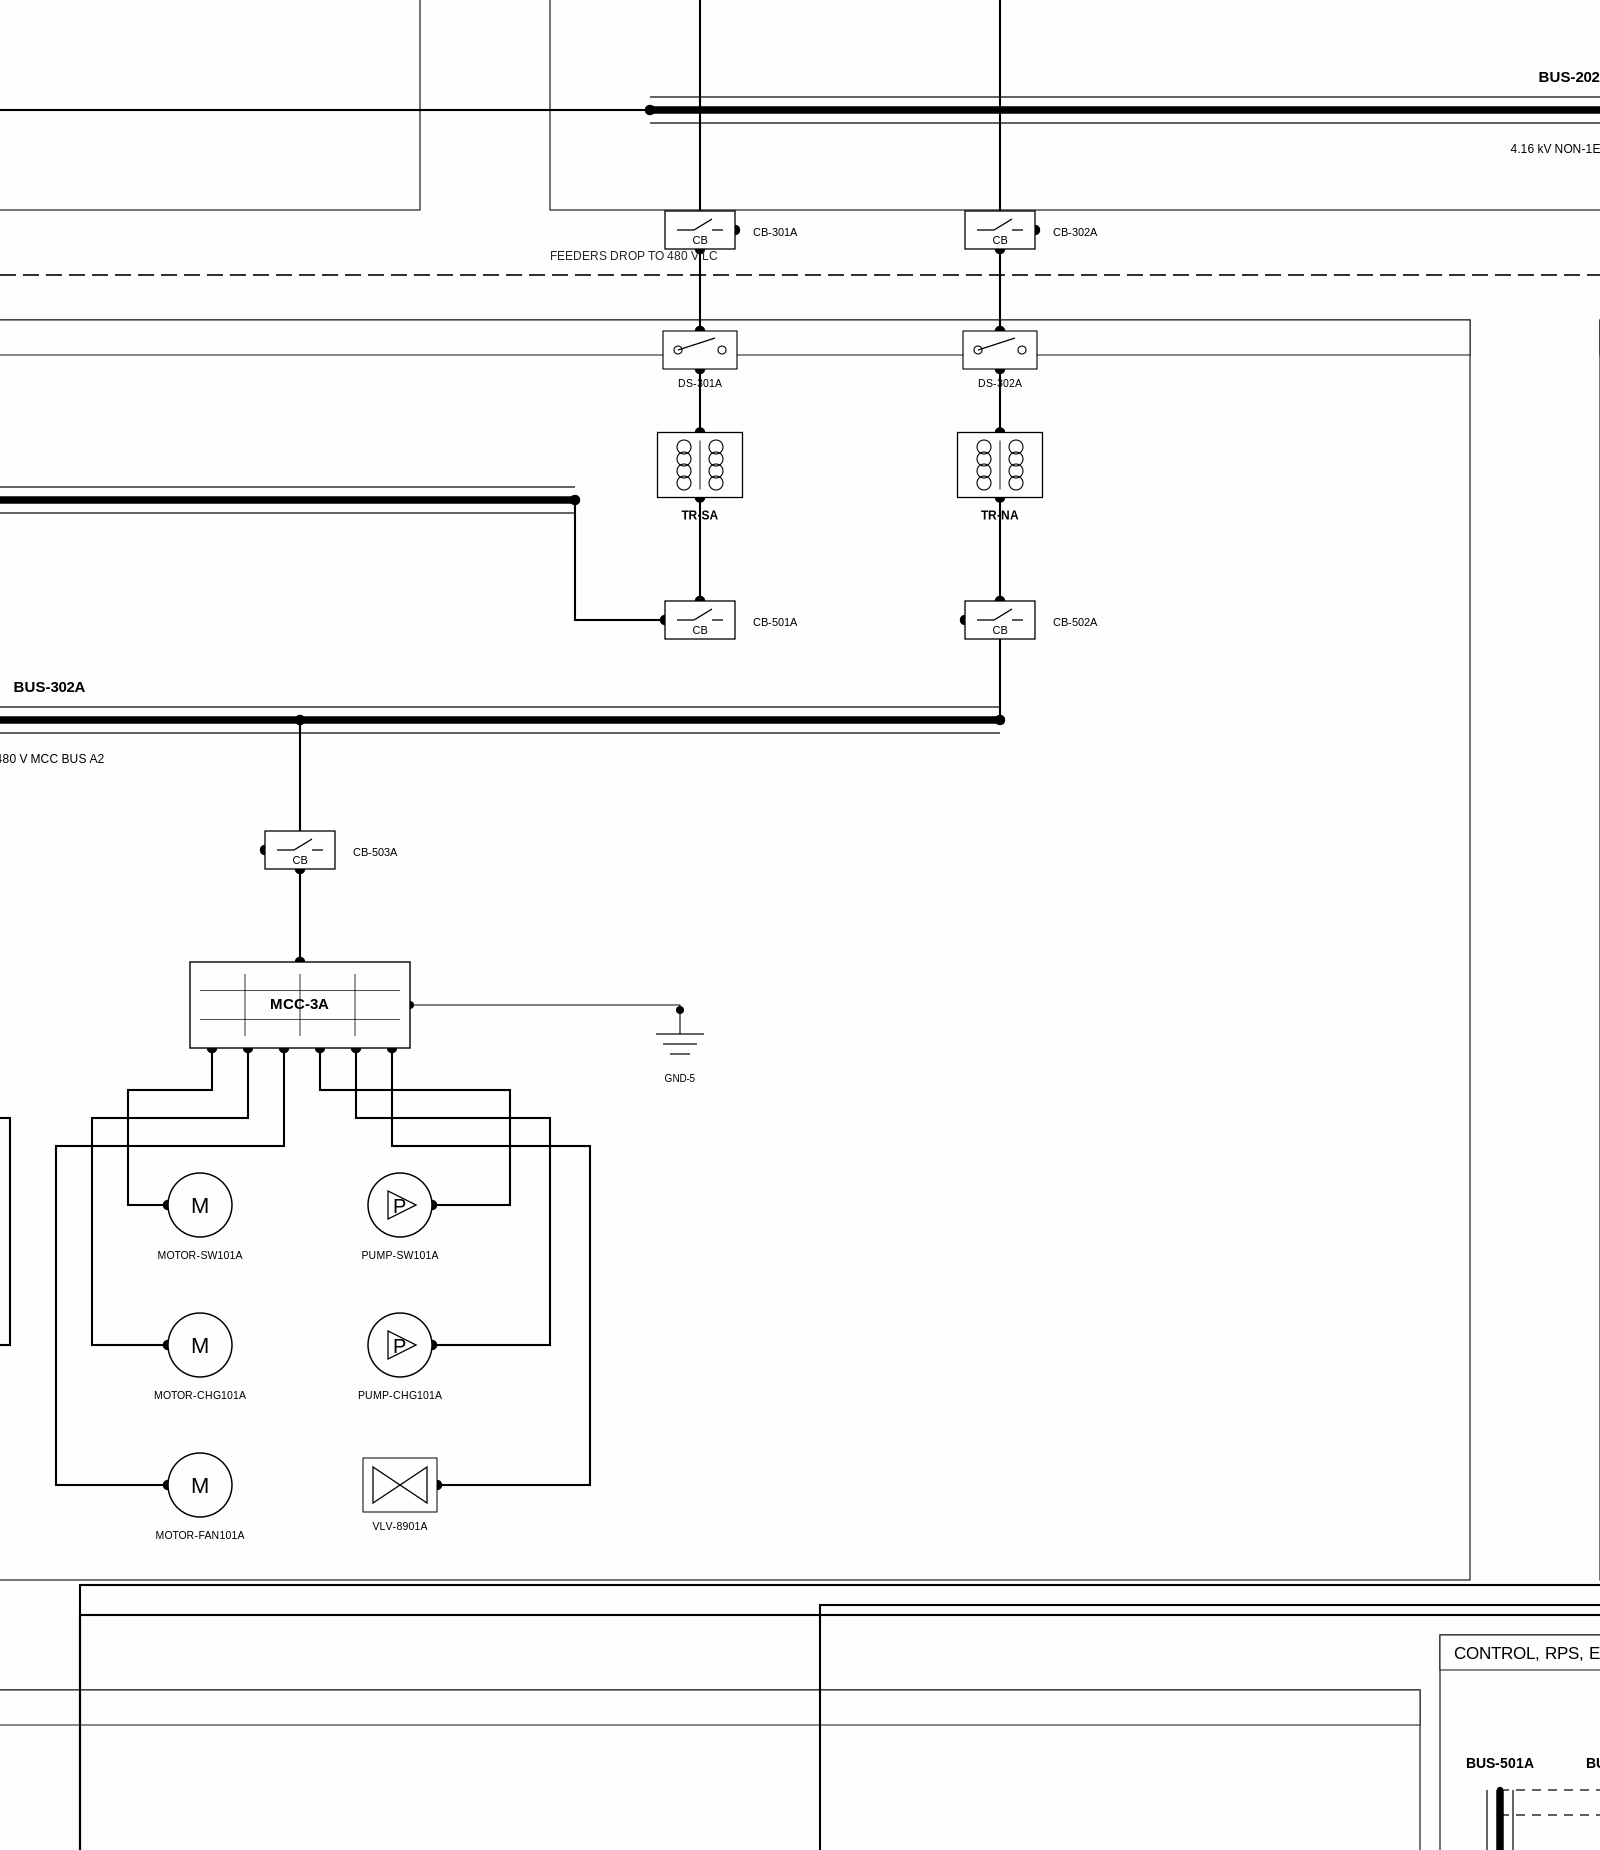 BUS-202
4.16 kV NON-1E
CB
CB-301A
CB
CB-302A
FEEDERS DROP TO 480 V LC
DS-301A
DS-302A
TR-SA
TR-NA
CB
CB-501A
CB
CB-502A
BUS-302A
480 V MCC BUS A2
CB
CB-503A
MCC-3A
GND-5
M
P
MOTOR-SW101A
PUMP-SW101A
M
P
MOTOR-CHG101A
PUMP-CHG101A
M
MOTOR-FAN101A
VLV-8901A
CONTROL, RPS, E
BUS-501A
BU